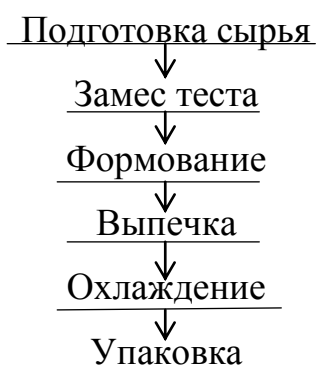 Подготовка сырья
Замес теста
Формование
Выпечка
Охлаждение
Упаковка